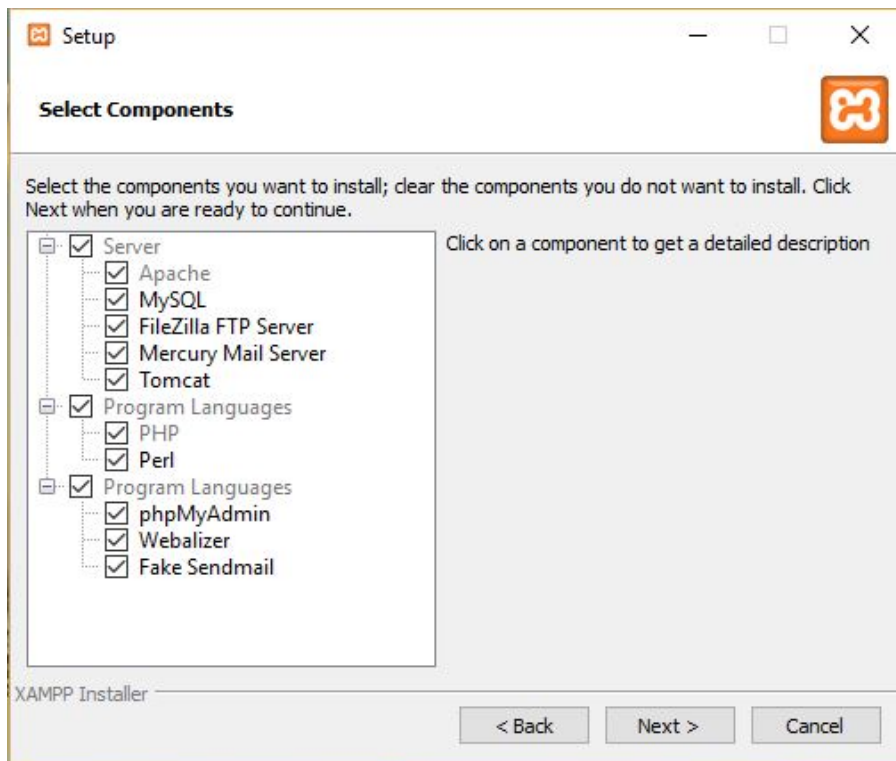 Setup
Select Components
Select the components you want to install; clear the components you do not want to install. Click
Next when you are ready to continue.
Server
Apache
MySQL
FileZilla FTP Server
Mercury Mail Server
Tomcat
Program Languages
PHP
Perl
Program Languages
phpMyAdmin
Webalizer
Fake Sendmail
Click on a component to get a detailed description
XAMPP Installer
< Back
Next >
Cancel